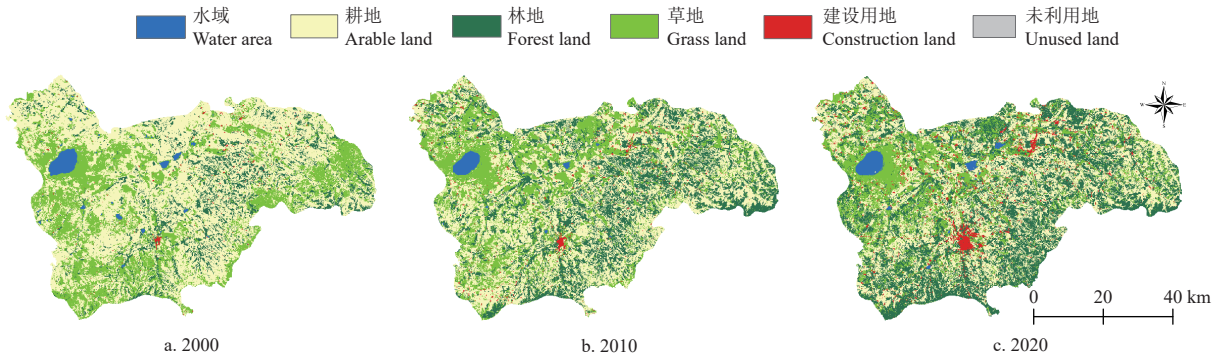 水域
Water area
耕地
Arable land
林地
Forest land
草地
Grass land
建设用地
Construction land
未利用地
Unused land
N
W E
S
0 20 40 km
a. 2000
b. 2010
c. 2020